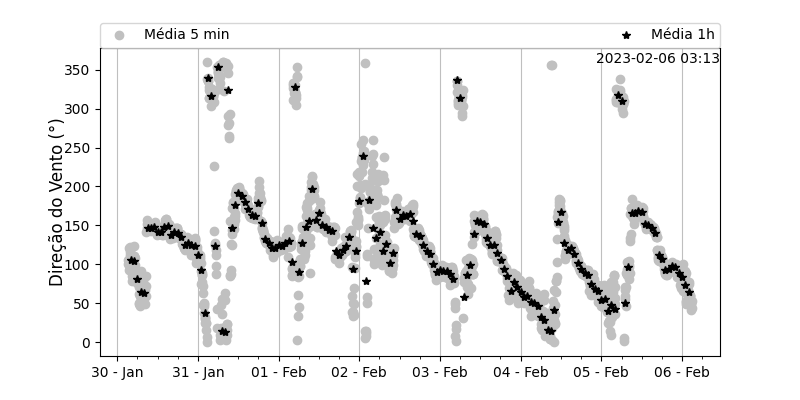 Média 5 min
Média 1h
2023-02-06 03:13
Direção do Vento (°)
350
300
250
200
150
100
50
0
30 - Jan
31 - Jan
01 - Feb
02 - Feb
03 - Feb
04 - Feb
05 - Feb
06 - Feb